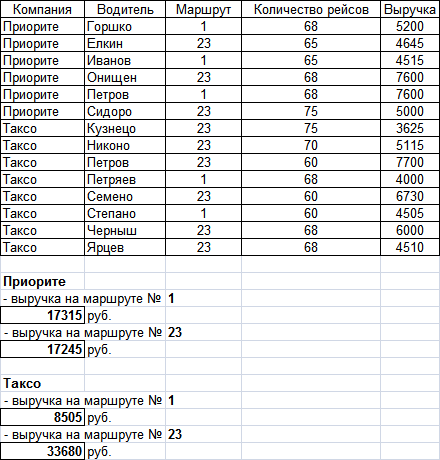 Компания Водитель Маршрут Количество рейсов Выручка
Приорите Горшко 1 68 5200
Приорите Елкин 23 65 4645
Приорите Иванов 1 65 4515
Приорите Онищен 23 68 7600
Приорите Петров 1 68 7600
Приорите Сидоро 23 75 5000
Таксо Кузнецо 23 75 3625
Таксо Никоно 23 70 5115
Таксо Петров 23 60 7700
Таксо Петряев 1 68 4000
Таксо Семено 23 60 6730
Таксо Степано 1 60 4505
Таксо Черныш 23 68 6000
Таксо Ярцев 23 68 4510
Приорите
- выручка на маршруте № 1
17315 руб.
- выручка на маршруте № 23
17245 руб.
Таксо
- выручка на маршруте № 1
8505 руб.
- выручка на маршруте № 23
33680 руб.